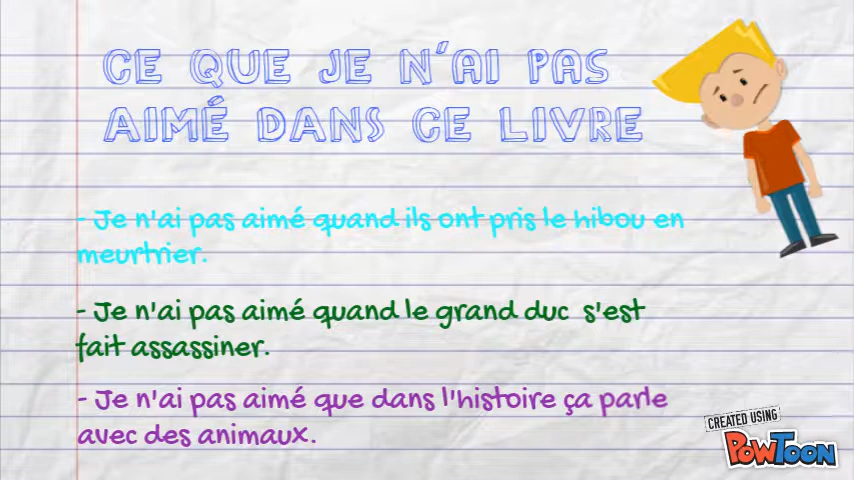 CE QUE JE N'AI PAS
AIMÉ DANS CE LIVRE
- Je n'ai pas aimé quand ils ont pris le hibou en
meurtrier.
- Je n'ai pas aimé quand le grand duc s'est
fait assassiner.
- Je n'ai pas aimé que dans l'histoire ça parle
avec des animaux.
CREATED USING
POWTOON